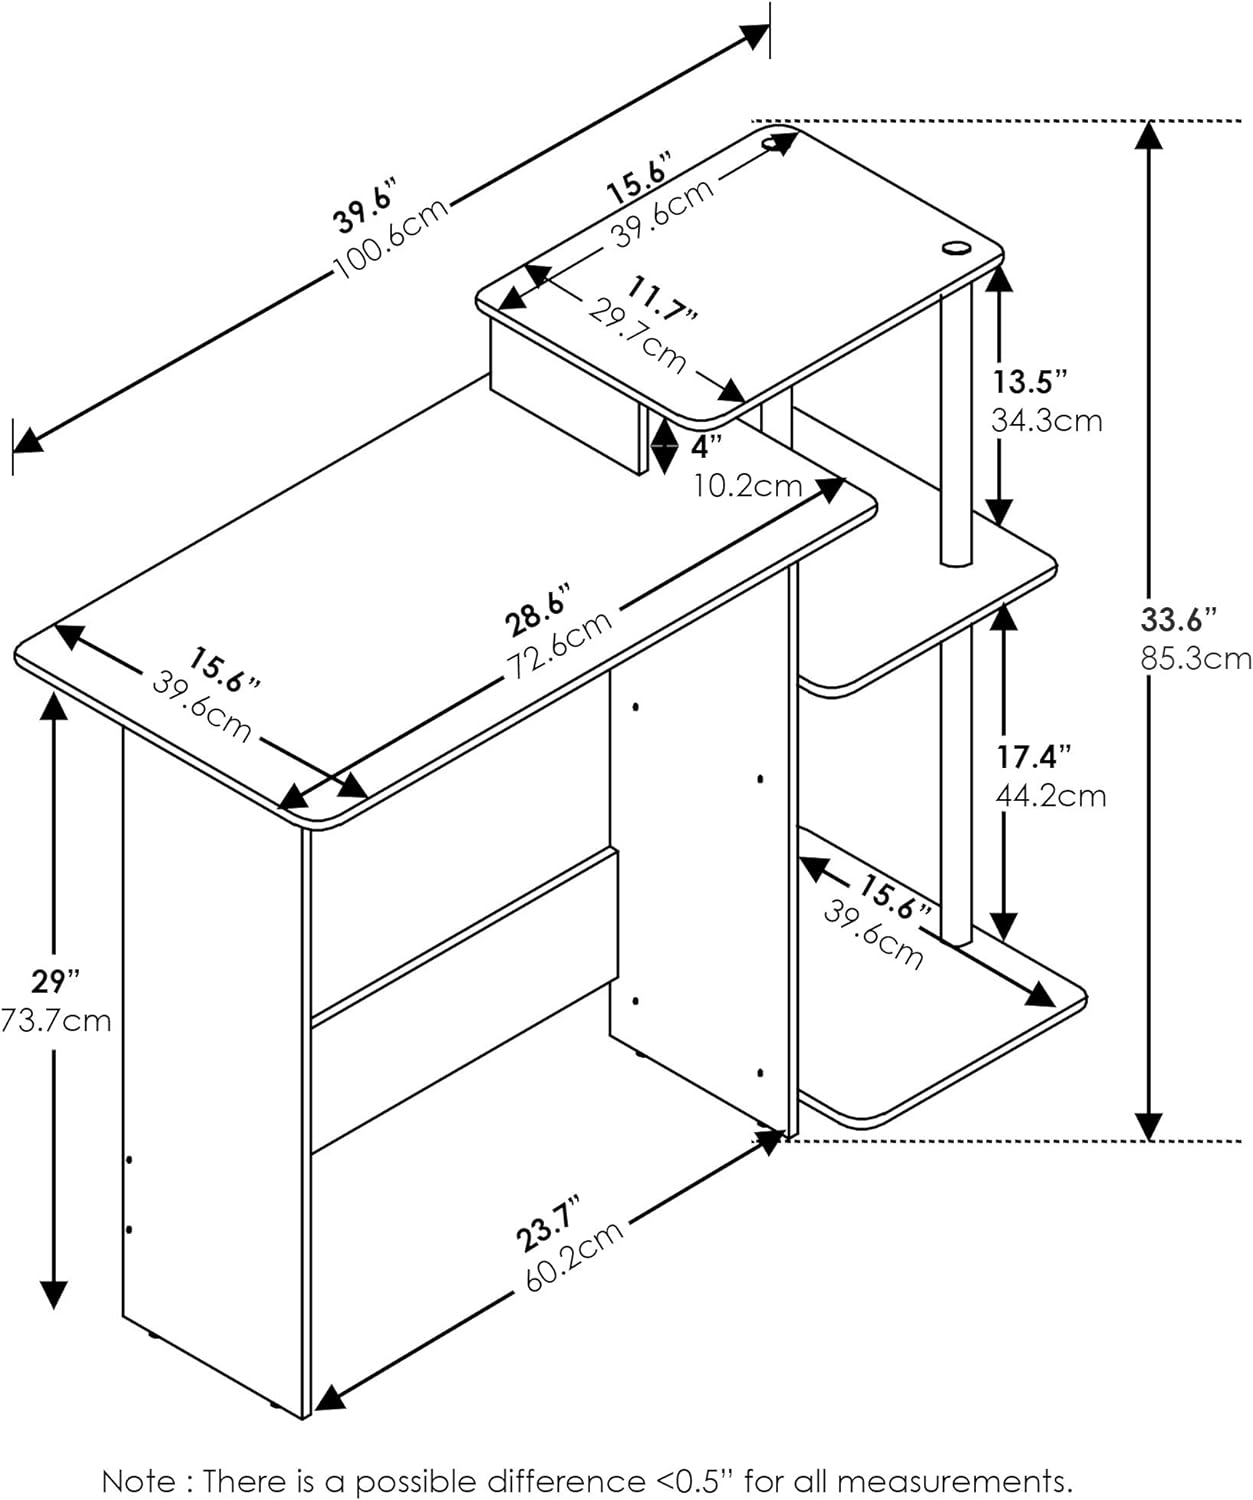 39.6”
100.6cm
15.6”
39.6cm
11.7”
29.7cm
13.5”
34.3cm
4”
10.2cm
28.6”
72.6cm
15.6”
39.6cm
33.6”
85.3cm
17.4”
44.2cm
15.6”
39.6cm
29”
73.7cm
23.7”
60.2cm
Note : There is a possible difference <0.5” for all measurements.